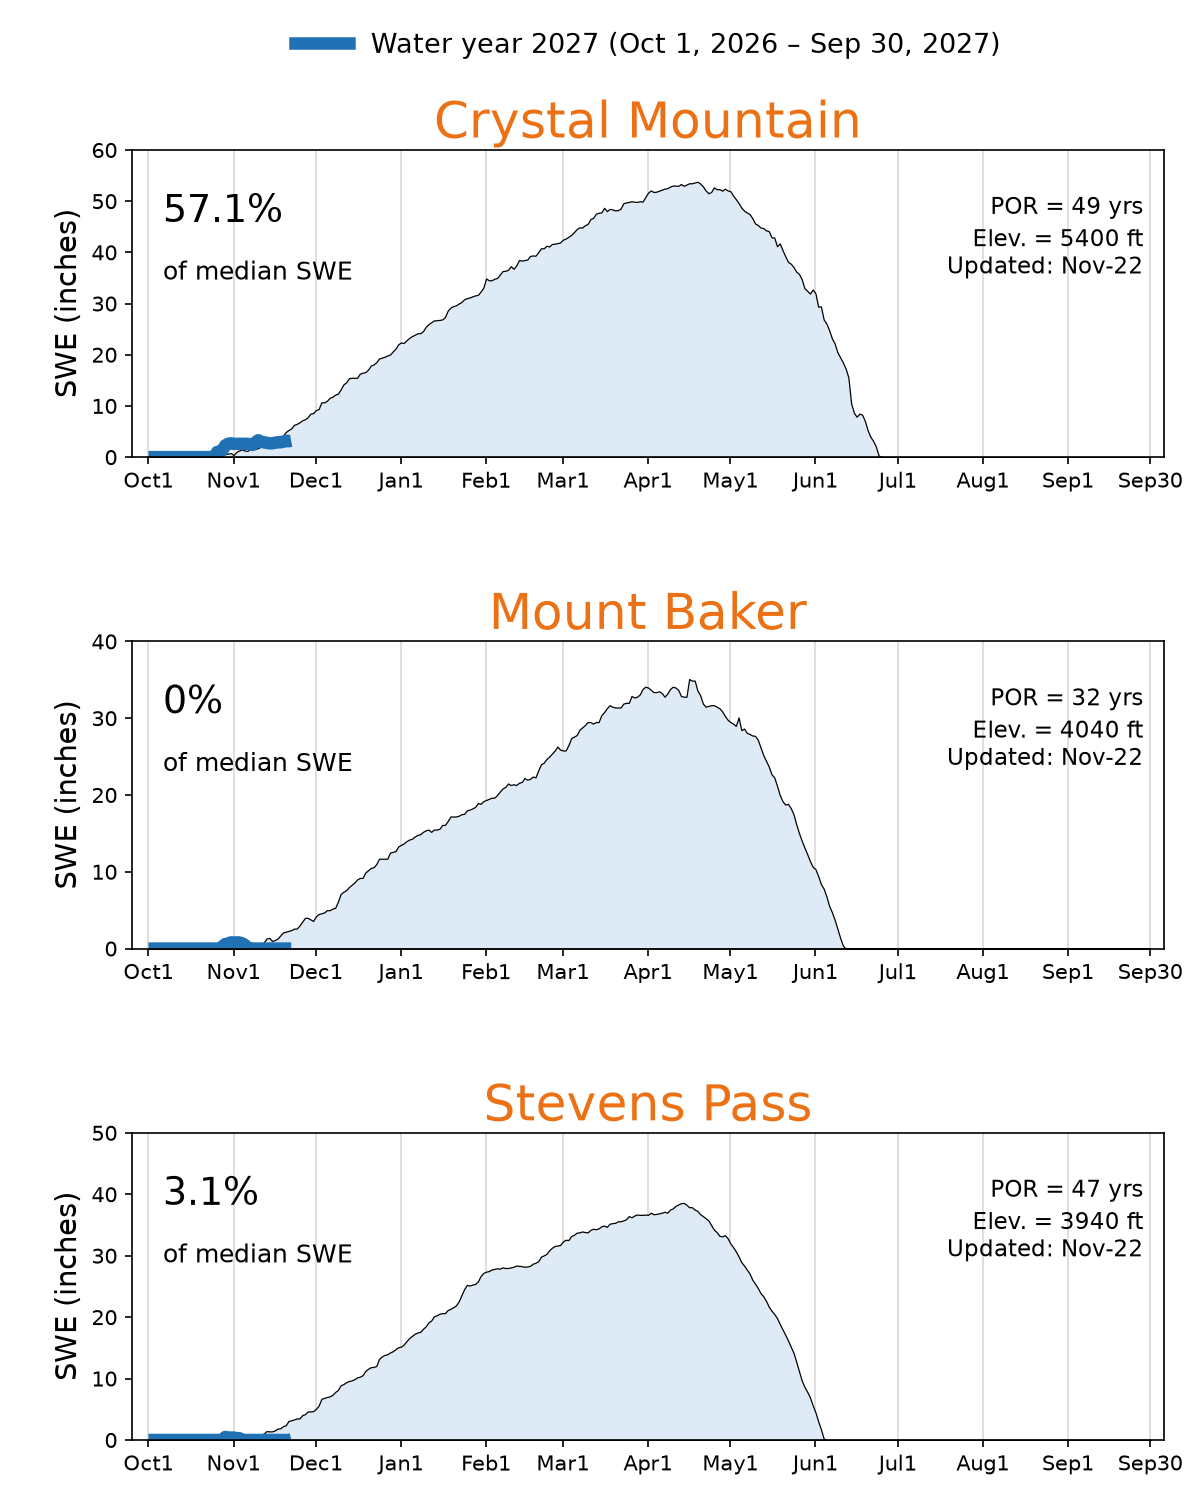 Water year 2027 (Oct 1, 2026 – Sep 30, 2027)
Crystal Mountain
60
50
40
30
20
10
0
SWE (inches)
57.1%
of median SWE
POR = 49 yrs
Elev. = 5400 ft
Updated: Nov-22
Oct1 Nov1 Dec1 Jan1 Feb1 Mar1 Apr1 May1 Jun1 Jul1 Aug1 Sep1 Sep30
Mount Baker
40
30
20
10
0
SWE (inches)
0%
of median SWE
POR = 32 yrs
Elev. = 4040 ft
Updated: Nov-22
Oct1 Nov1 Dec1 Jan1 Feb1 Mar1 Apr1 May1 Jun1 Jul1 Aug1 Sep1 Sep30
Stevens Pass
50
40
30
20
10
0
SWE (inches)
3.1%
of median SWE
POR = 47 yrs
Elev. = 3940 ft
Updated: Nov-22
Oct1 Nov1 Dec1 Jan1 Feb1 Mar1 Apr1 May1 Jun1 Jul1 Aug1 Sep1 Sep30